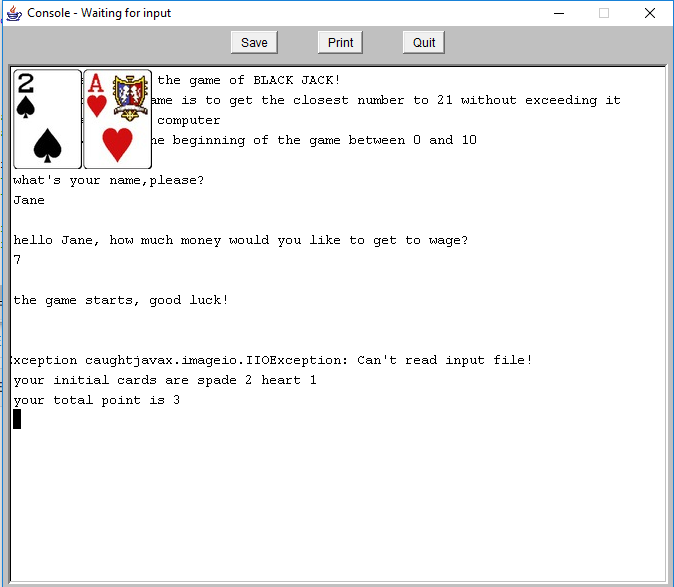 Console - Waiting for input
Save Print Quit
the game of BLACK JACK!
ame is to get the closest number to 21 without exceeding it
computer
he beginning of the game between 0 and 10
2 A
what's your name,please?
Jane
hello Jane, how much money would you like to get to wage?
7
the game starts, good luck!
xception caughtjavax.imageio.IIOException: Can't read input file!
your initial cards are spade 2 heart 1
your total point is 3